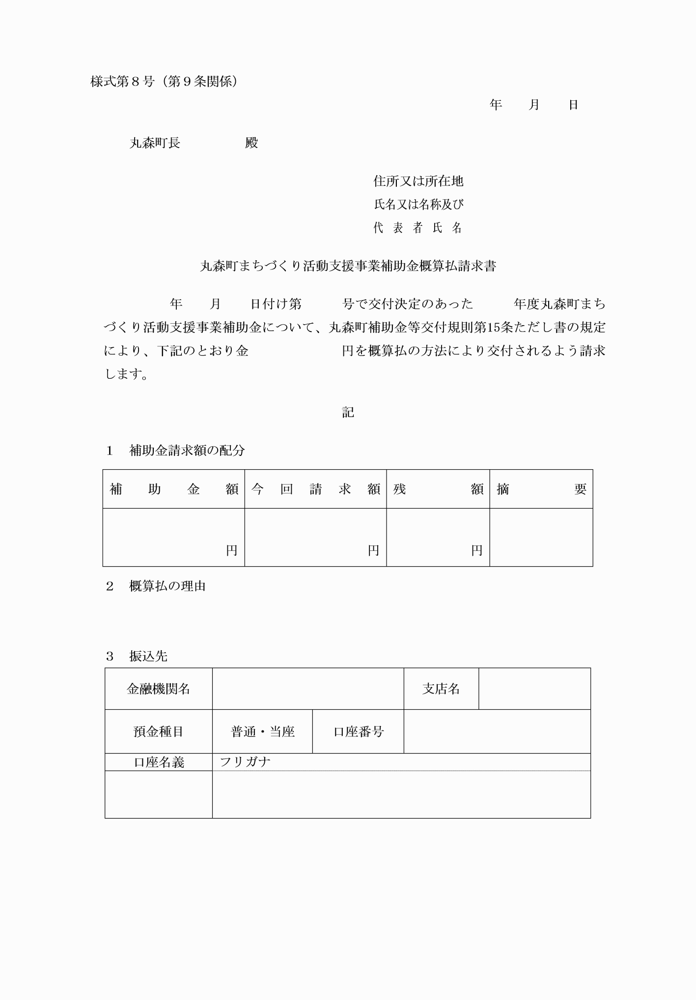 様式第８号（第９条関係）
年　　月　　日
丸森町長　　　　　殿
住所又は所在地
氏名又は名称及び
代表者氏名
丸森町まちづくり活動支援事業補助金概算払請求書
年　　月　　日付け第　　　号で交付決定のあった　　　年度丸森町まち
づくり活動支援事業補助金について、丸森町補助金等交付規則第15条ただし書の規定
により、下記のとおり金　　　　　　　円を概算払の方法により交付されるよう請求
します。
記
１　補助金請求額の配分
補助金額　今回請求額　残額　摘要
円　円　円
２　概算払の理由
３　振込先
金融機関名　支店名
預金種目　普通・当座　口座番号
口座名義　フリガナ